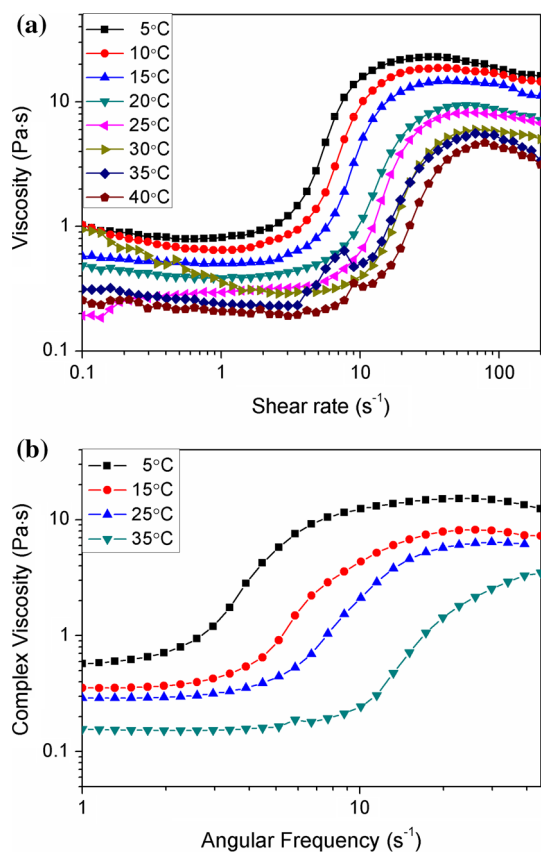 (a)
5°C
10°C
15°C
20°C
25°C
30°C
35°C
40°C
Viscosity (Pa·s)
10
1
0.1
0.1
1
10
100
Shear rate (s⁻¹)
(b)
5°C
15°C
25°C
35°C
Complex Viscosity (Pa·s)
10
1
0.1
1
10
Angular Frequency (s⁻¹)